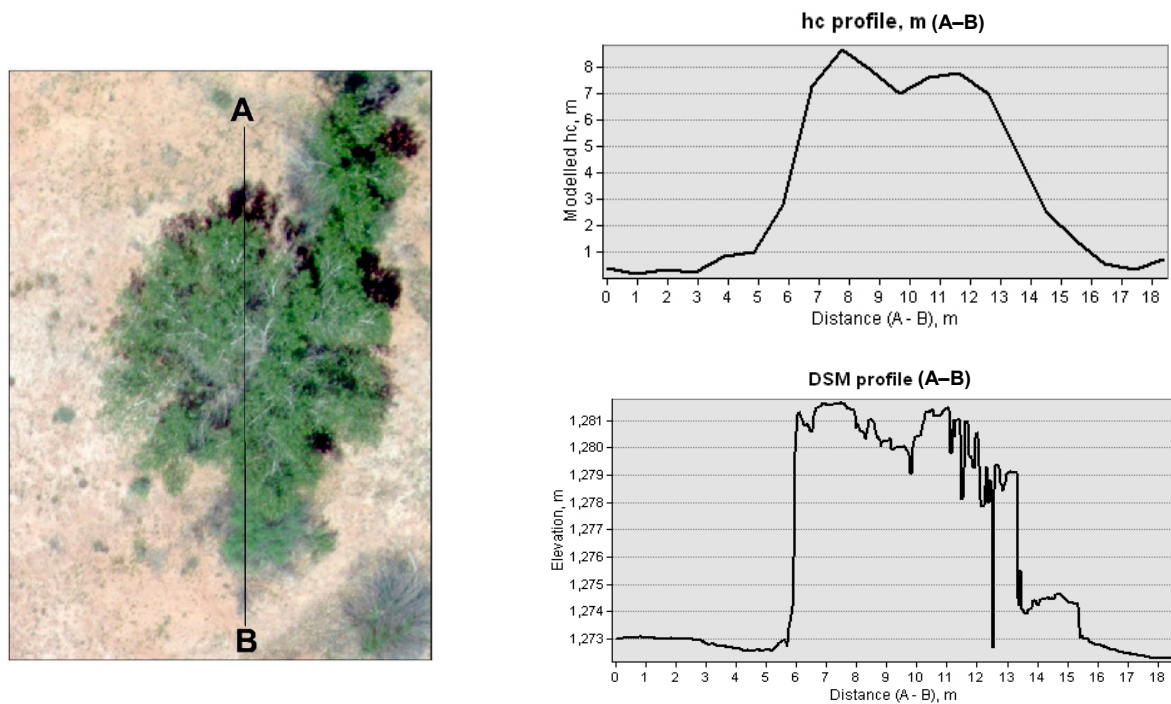 A
B
hc profile, m (A–B)
Modelled hc, m
8
7
6
5
4
3
2
1
0 1 2 3 4 5 6 7 8 9 10 11 12 13 14 15 16 17 18
Distance (A - B), m
DSM profile (A–B)
Elevation, m
1,281
1,280
1,279
1,278
1,277
1,276
1,275
1,274
1,273
0 1 2 3 4 5 6 7 8 9 10 11 12 13 14 15 16 17 18
Distance (A - B), m